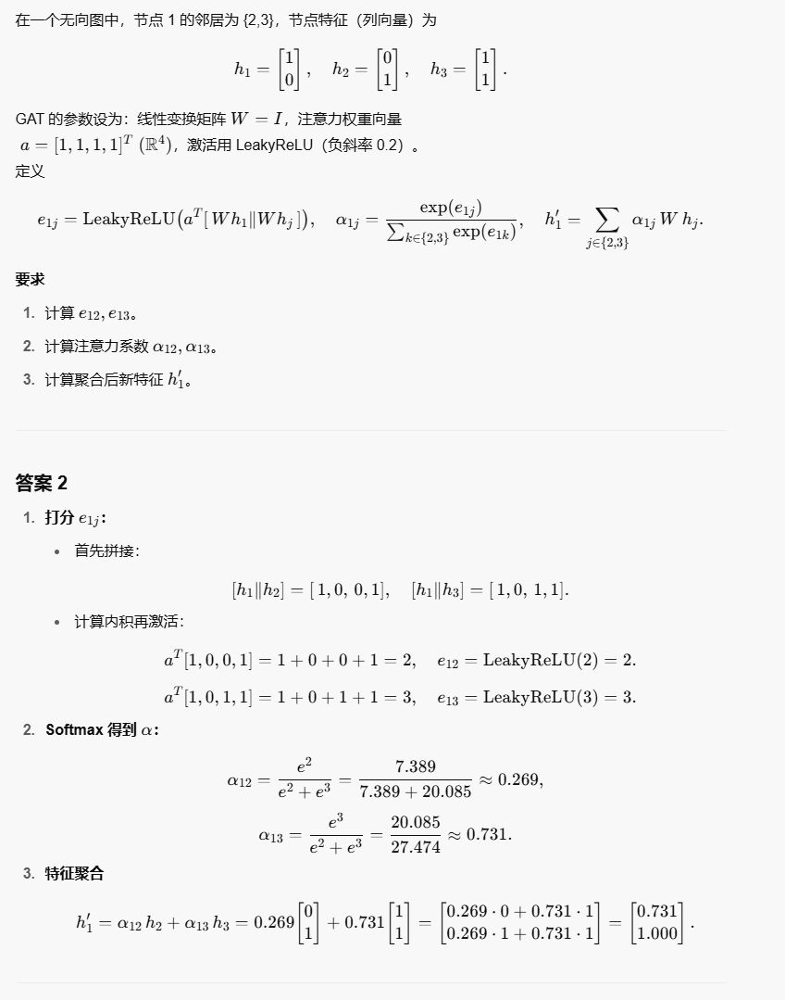 在一个无向图中，节点 1 的邻居为 {2,3}，节点特征（列向量）为
$h_1 = \begin{bmatrix} 1 \\ 0 \end{bmatrix}, \quad h_2 = \begin{bmatrix} 0 \\ 1 \end{bmatrix}, \quad h_3 = \begin{bmatrix} 1 \\ 1 \end{bmatrix}.$
GAT 的参数设为：线性变换矩阵 $W = I$，注意力权重向量
$a = [1,1,1,1]^T$ ($\mathbb{R}^4$)，激活用 LeakyReLU（负斜率 0.2）。
定义
$e_{1j} = \text{LeakyReLU}(a^T[\,Wh_1 \| Wh_j\,]), \quad \alpha_{1j} = \frac{\exp(e_{1j})}{\sum_{k\in\{2,3\}} \exp(e_{1k})}, \quad h_1' = \sum_{j\in\{2,3\}} \alpha_{1j}\, W\, h_j.$
要求
1. 计算 $e_{12}, e_{13}$。
2. 计算注意力系数 $\alpha_{12}, \alpha_{13}$。
3. 计算聚合后新特征 $h_1'$。
答案 2
1. 打分 $e_{1j}$：
• 首先拼接：
$[h_1 \| h_2] = [\,1,0,\,0,1], \quad [h_1 \| h_3] = [\,1,0,\,1,1].$
• 计算内积再激活：
$a^T[1,0,0,1] = 1+0+0+1 = 2, \quad e_{12} = \text{LeakyReLU}(2) = 2.$
$a^T[1,0,1,1] = 1+0+1+1 = 3, \quad e_{13} = \text{LeakyReLU}(3) = 3.$
2. Softmax 得到 $\alpha$：
$\alpha_{12} = \frac{e^2}{e^2+e^3} = \frac{7.389}{7.389+20.085} \approx 0.269,$
$\alpha_{13} = \frac{e^3}{e^2+e^3} = \frac{20.085}{27.474} \approx 0.731.$
3. 特征聚合
$h_1' = \alpha_{12}\, h_2 + \alpha_{13}\, h_3 = 0.269 \begin{bmatrix} 0 \\ 1 \end{bmatrix} + 0.731 \begin{bmatrix} 1 \\ 1 \end{bmatrix} = \begin{bmatrix} 0.269 \cdot 0 + 0.731 \cdot 1 \\ 0.269 \cdot 1 + 0.731 \cdot 1 \end{bmatrix} = \begin{bmatrix} 0.731 \\ 1.000 \end{bmatrix}.$